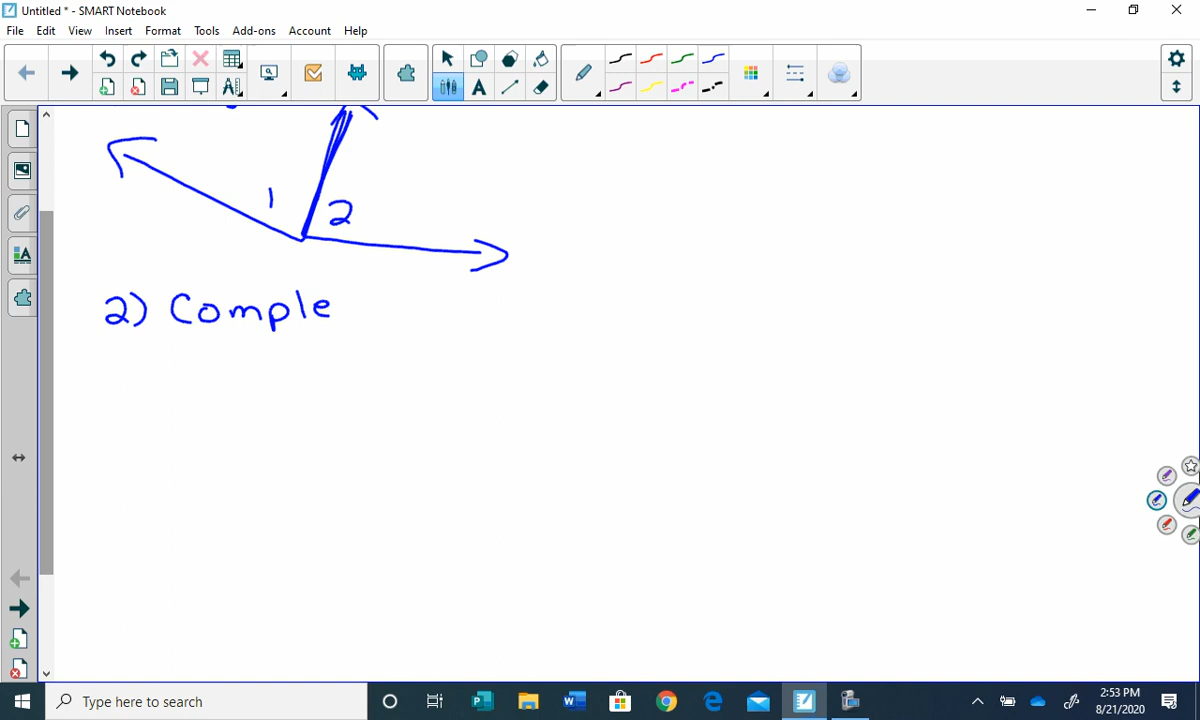 Untitled * - SMART Notebook
File Edit View Insert Format Tools Add-ons Account Help
1
2
2) Comple
Type here to search
2:53 PM
8/21/2020